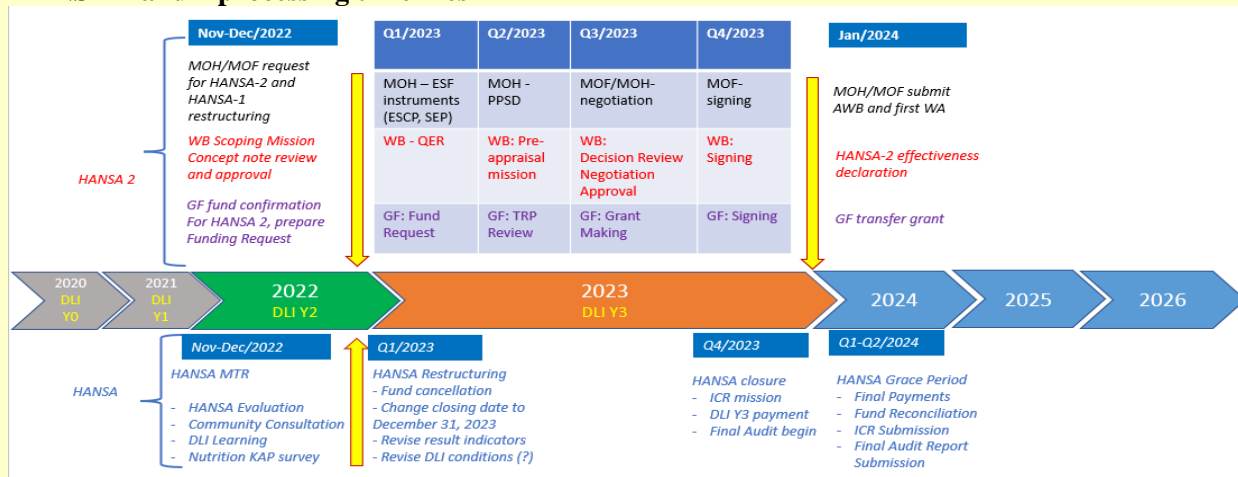 Nov-Dec/2022
MOH/MOF request
for HANSA-2 and
HANSA-1
restructuring
WB Scoping Mission
Concept note review
and approval
GF fund confirmation
For HANSA 2, prepare
Funding Request
HANSA 2
Q1/2023
Q2/2023
Q3/2023
Q4/2023
MOH – ESF
instruments
(ESCP, SEP)
MOH -
PPSD
MOF/MOH-
negotiation
MOF-
signing
WB - QER
WB: Pre-
appraisal
mission
WB:
Decision Review
Negotiation
Approval
WB:
Signing
GF: Fund
Request
GF: TRP
Review
GF: Grant
Making
GF: Signing
Jan/2024
MOH/MOF submit
AWB and first WA
HANSA-2 effectiveness
declaration
GF transfer grant
2020
DLI
Y0
2021
DLI
Y1
2022
DLI Y2
2023
DLI Y3
2024
2025
2026
HANSA
Nov-Dec/2022
HANSA MTR
- HANSA Evaluation
- Community Consultation
- DLI Learning
- Nutrition KAP survey
Q1/2023
HANSA Restructuring
- Fund cancellation
- Change closing date to
December 31, 2023
- Revise result indicators
- Revise DLI conditions (?)
Q4/2023
HANSA closure
- ICR mission
- DLI Y3 payment
- Final Audit begin
Q1-Q2/2024
HANSA Grace Period
- Final Payments
- Fund Reconciliation
- ICR Submission
- Final Audit Report
Submission